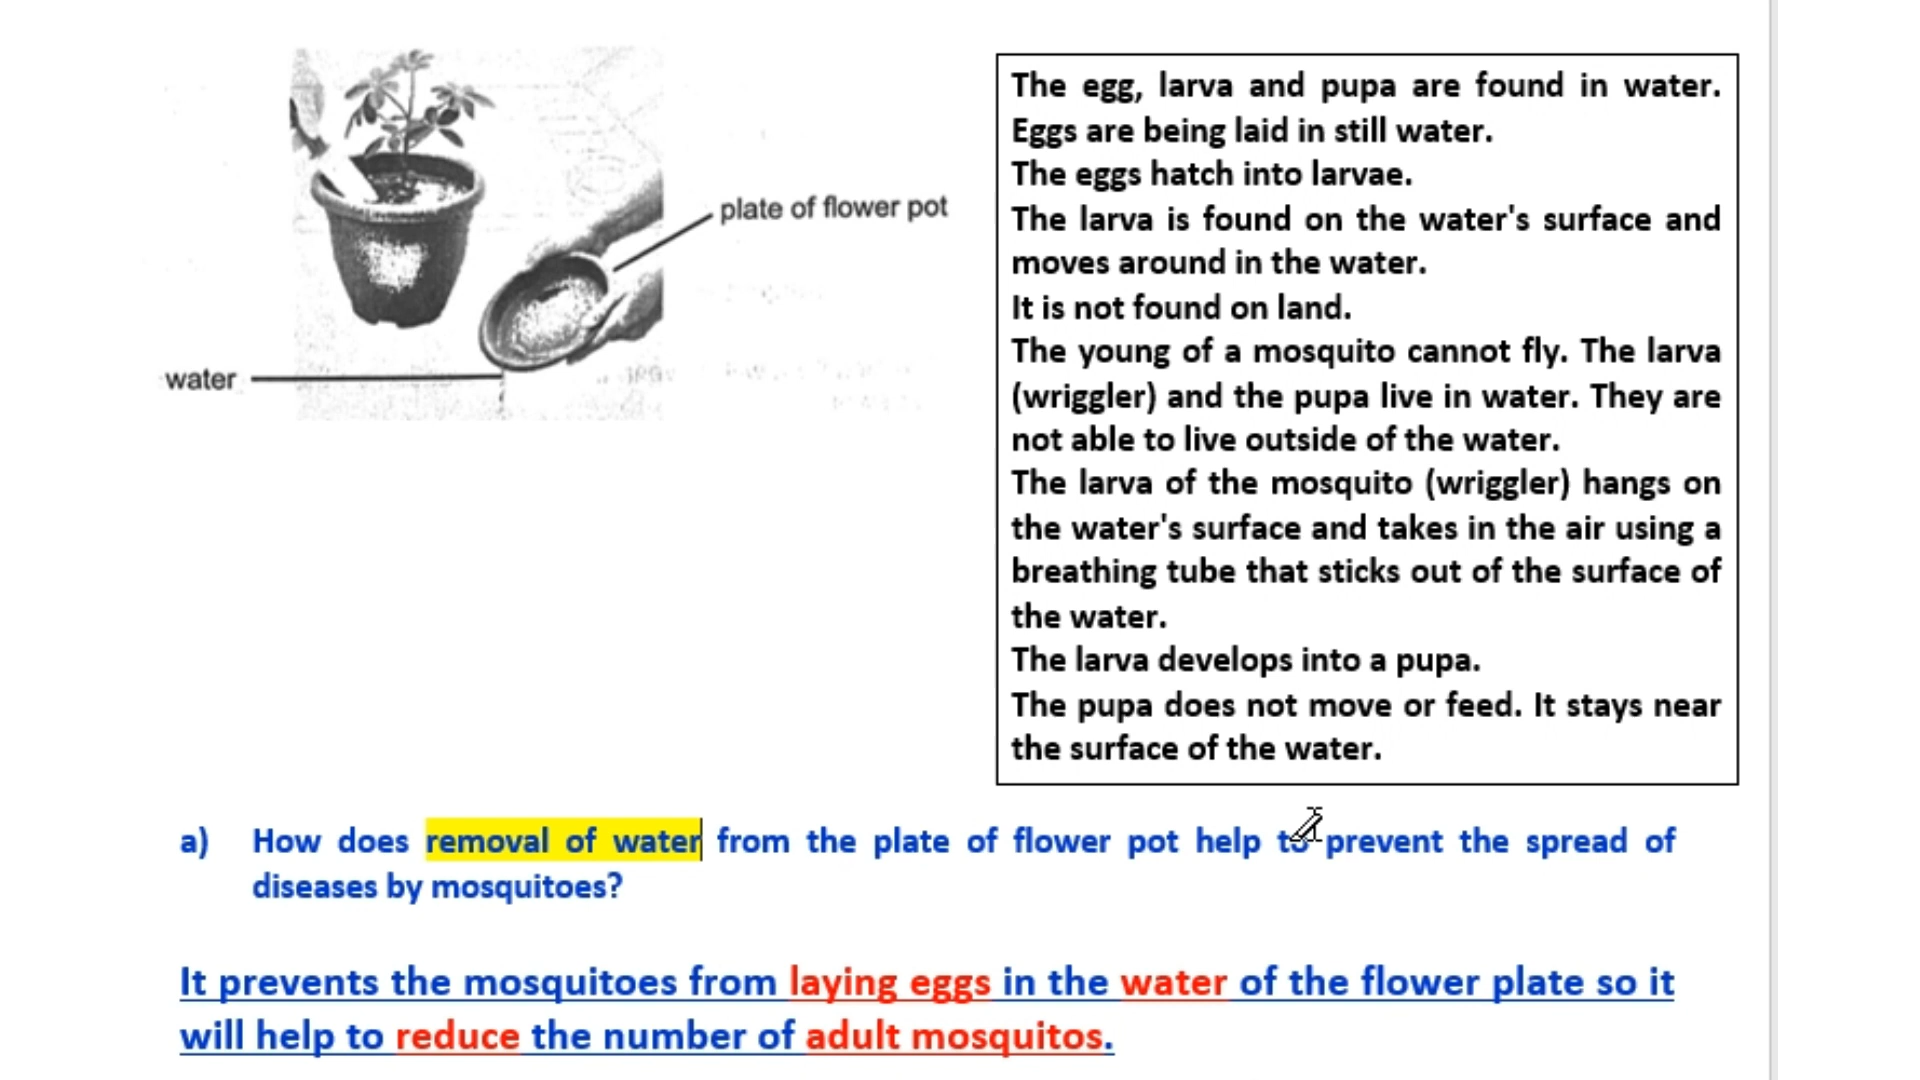 plate of flower pot
water
The egg, larva and pupa are found in water.
Eggs are being laid in still water.
The eggs hatch into larvae.
The larva is found on the water's surface and
moves around in the water.
It is not found on land.
The young of a mosquito cannot fly. The larva
(wriggler) and the pupa live in water. They are
not able to live outside of the water.
The larva of the mosquito (wriggler) hangs on
the water's surface and takes in the air using a
breathing tube that sticks out of the surface of
the water.
The larva develops into a pupa.
The pupa does not move or feed. It stays near
the surface of the water.
a) How does removal of water from the plate of flower pot help to prevent the spread of
diseases by mosquitoes?
It prevents the mosquitoes from laying eggs in the water of the flower plate so it
will help to reduce the number of adult mosquitos.